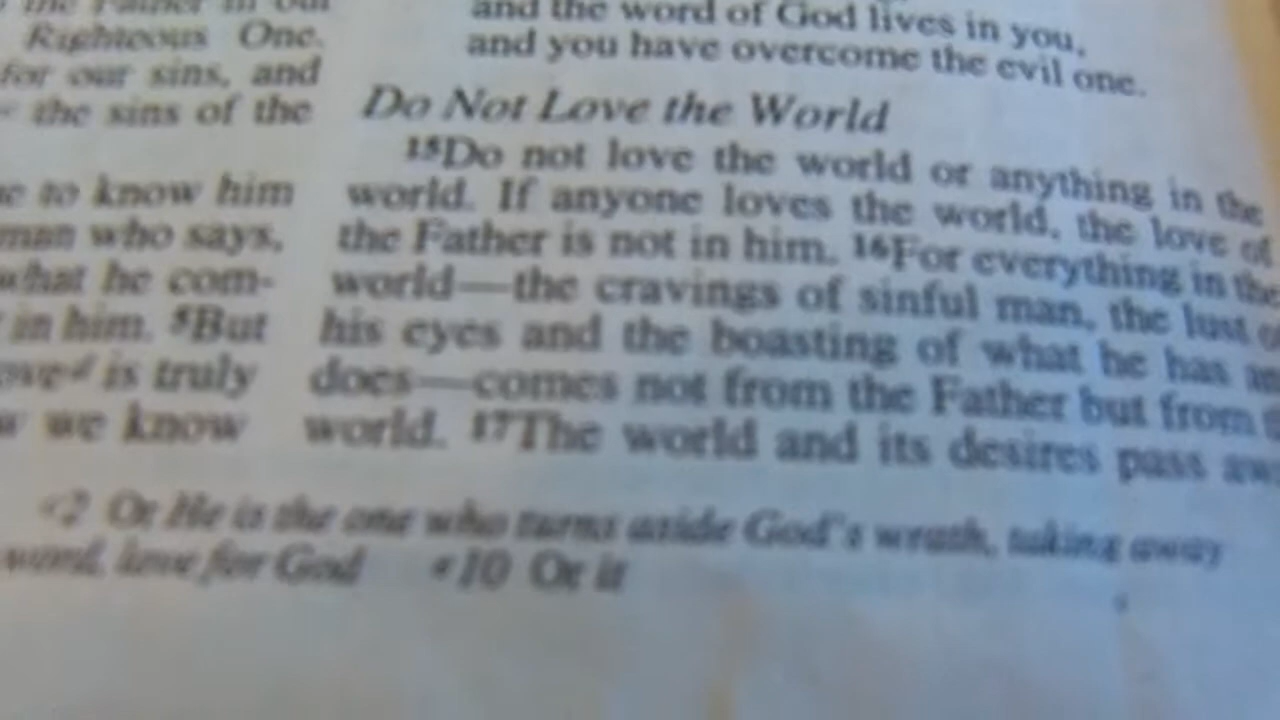 the Father in our
Righteous One.
for our sins, and
the sins of the
to know him
man who says,
what he com-
in him. 5But
is truly
we know
and the word of God lives in you,
and you have overcome the evil one.
Do Not Love the World
15Do not love the world or anything in the
world. If anyone loves the world, the love of
the Father is not in him. 16For everything in the
world—the cravings of sinful man, the lust of
his eyes and the boasting of what he has
does—comes not from the Father but from
world. 17The world and its desires pass
c2 Or He is the one who turns aside God's wrath, taking away
word, love for God e10 Or it